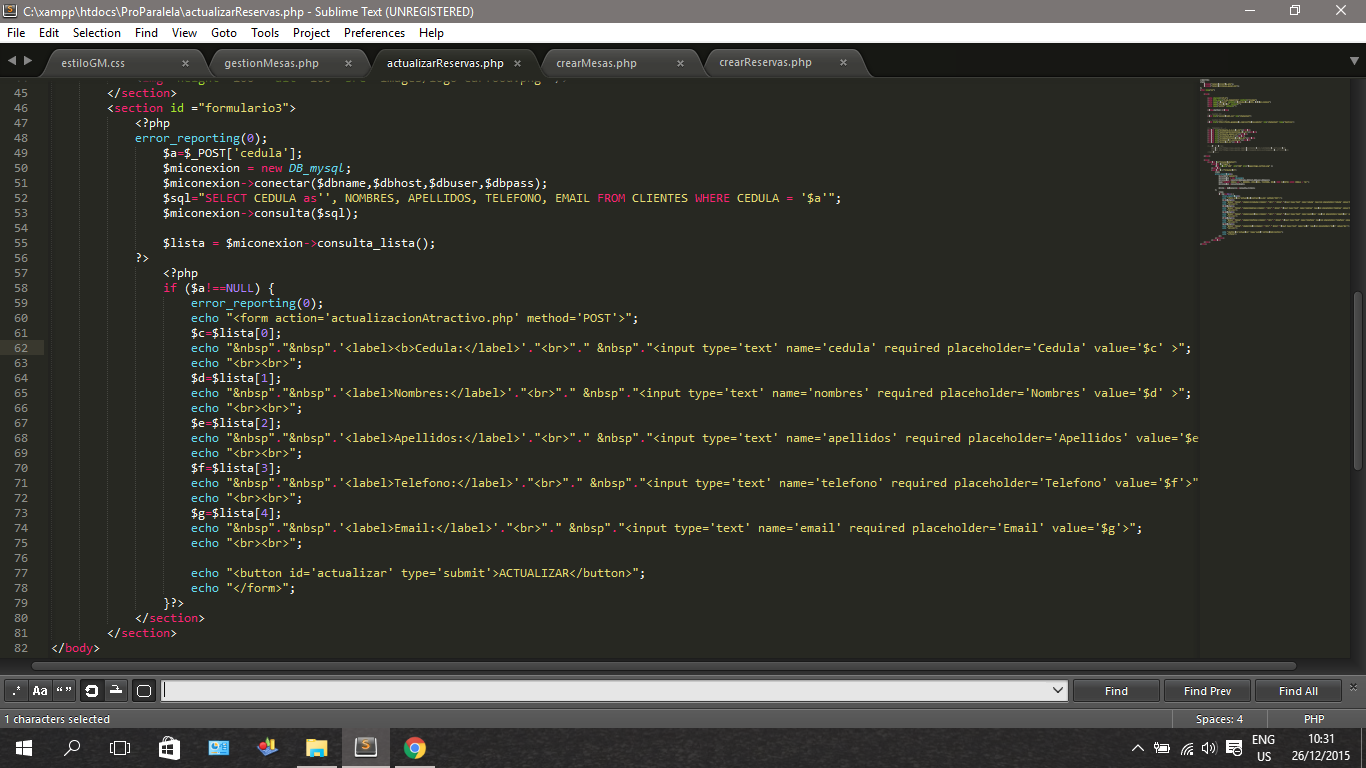 C:\xampp\htdocs\ProParalela\actualizarReservas.php - Sublime Text (UNREGISTERED)
File Edit Selection Find View Goto Tools Project Preferences Help
estiloGM.css × gestionMesas.php × actualizarReservas.php × crearMesas.php × crearReservas.php ×
45 </section>
46 <section id ="formulario3">
47 <?php
48 error_reporting(0);
49 $a=$_POST['cedula'];
50 $miconexion = new DB_mysql;
51 $miconexion->conectar($dbname,$dbhost,$dbuser,$dbpass);
52 $sql="SELECT CEDULA as'', NOMBRES, APELLIDOS, TELEFONO, EMAIL FROM CLIENTES WHERE CEDULA = '$a'";
53 $miconexion->consulta($sql);
54
55 $lista = $miconexion->consulta_lista();
56 ?>
57 <?php
58 if ($a!==NULL) {
59 error_reporting(0);
60 echo "<form action='actualizacionAtractivo.php' method='POST'>";
61 $c=$lista[0];
62 echo "&nbsp"."&nbsp".'<label><b>Cedula:</label>'."<br>"." &nbsp"."<input type='text' name='cedula' required placeholder='Cedula' value='$c' >";
63 echo "<br><br>";
64 $d=$lista[1];
65 echo "&nbsp"."&nbsp".'<label>Nombres:</label>'."<br>"." &nbsp"."<input type='text' name='nombres' required placeholder='Nombres' value='$d' >";
66 echo "<br><br>";
67 $e=$lista[2];
68 echo "&nbsp"."&nbsp".'<label>Apellidos:</label>'."<br>"." &nbsp"."<input type='text' name='apellidos' required placeholder='Apellidos' value='$e
69 echo "<br><br>";
70 $f=$lista[3];
71 echo "&nbsp"."&nbsp".'<label>Telefono:</label>'."<br>"." &nbsp"."<input type='text' name='telefono' required placeholder='Telefono' value='$f'>"
72 echo "<br><br>";
73 $g=$lista[4];
74 echo "&nbsp"."&nbsp".'<label>Email:</label>'."<br>"." &nbsp"."<input type='text' name='email' required placeholder='Email' value='$g'>";
75 echo "<br><br>";
76
77 echo "<button id='actualizar' type='submit'>ACTUALIZAR</button>";
78 echo "</form>";
79 }?>
80 </section>
81 </section>
82 </body>
.* Aa “” Find Find Prev Find All
1 characters selected Spaces: 4 PHP
ENG 10:31
US 26/12/2015